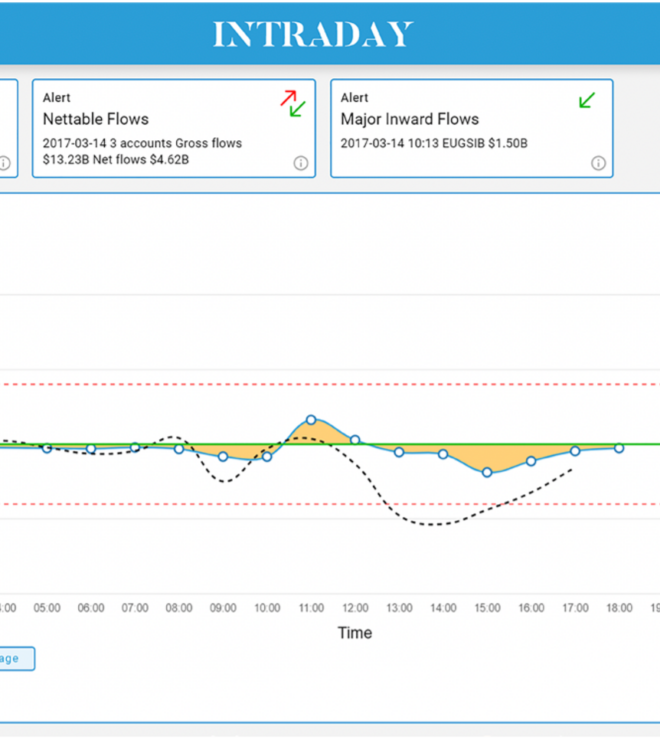 INTRADAY
Alert
Nettable Flows
2017-03-14 3 accounts Gross flows
$13.23B Net flows $4.62B
Alert
Major Inward Flows
2017-03-14 10:13 EUGSIB $1.50B
:00 05:00 06:00 07:00 08:00 09:00 10:00 11:00 12:00 13:00 14:00 15:00 16:00 17:00 18:00 19
Time
age